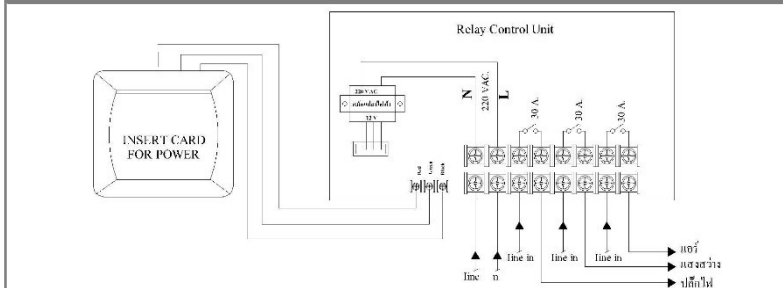 Relay Control Unit
INSERT CARD
FOR POWER
220 VAC
12 V
N
220 VAC.
L
30 A.
30 A.
30 A.
Red
Green
Black
line in
line in
line in
line
n
แอร์
แสงสว่าง
ปลั๊กไฟ